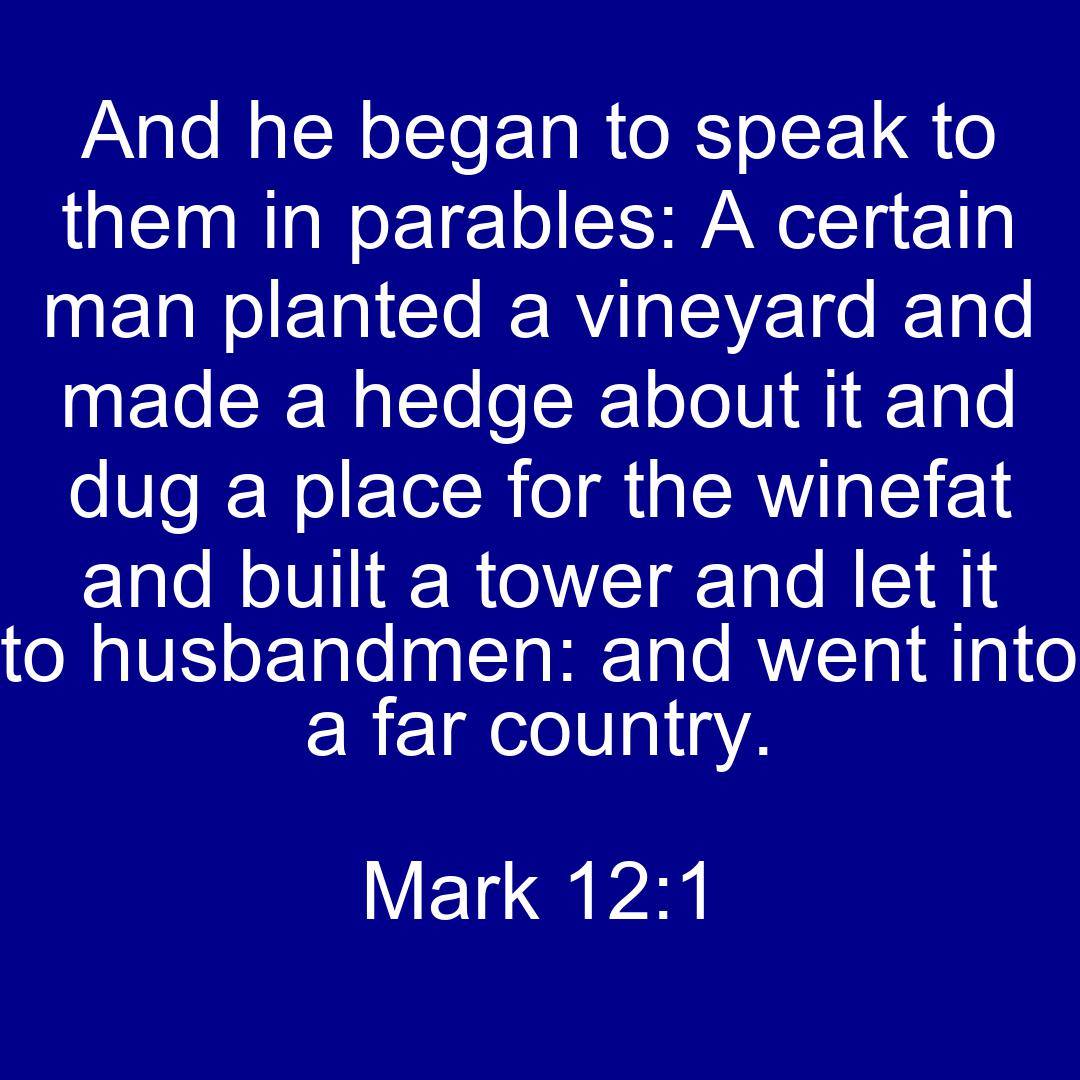 And he began to speak to
them in parables: A certain
man planted a vineyard and
made a hedge about it and
dug a place for the winefat
and built a tower and let it
to husbandmen: and went into
a far country.
Mark 12:1